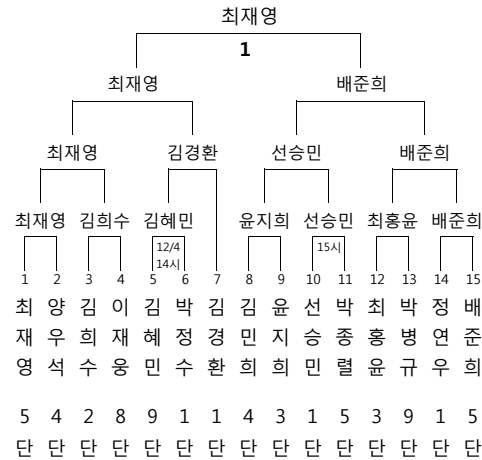 최재영
1
최재영 배준희
최재영 김경환 선승민 배준희
최재영 김희수 김혜민 윤지희 선승민 최홍윤 배준희
12/4 15시
14시
1 2 3 4 5 6 7 8 9 10 11 12 13 14 15
최 양 김 이 김 박 김 김 윤 선 박 최 박 정 배
재 우 희 재 혜 정 경 민 지 승 종 홍 병 연 준
영 석 수 웅 민 수 환 희 희 민 렬 윤 규 우 희
5 4 2 8 9 1 1 4 3 1 5 3 9 1 5
단 단 단 단 단 단 단 단 단 단 단 단 단 단 단